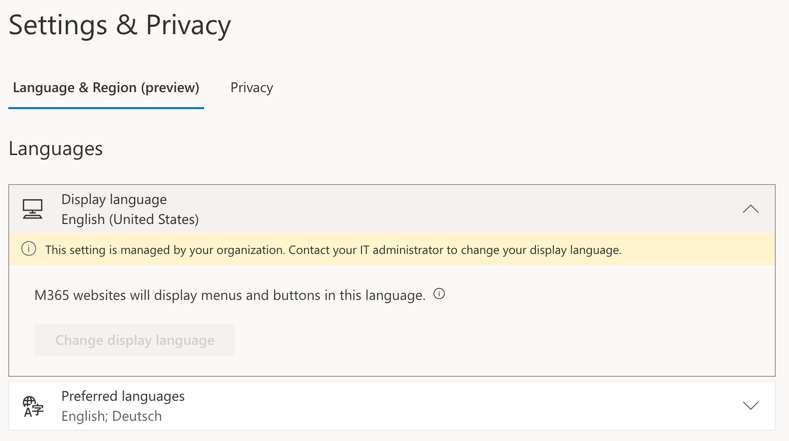 Settings & Privacy
Language & Region (preview)
Privacy
Languages
Display language
English (United States)
This setting is managed by your organization. Contact your IT administrator to change your display language.
M365 websites will display menus and buttons in this language.
Change display language
Preferred languages
English; Deutsch